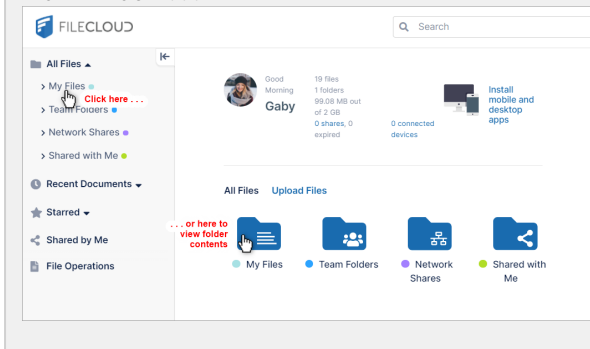 FILECLOUD
Search
All Files
My Files
Click here . . .
Team Folders
Network Shares
Shared with Me
Recent Documents
Starred
Shared by Me
File Operations
Good
Morning
Gaby
19 files
1 folders
99.08 MB out
of 2 GB
0 shares, 0
expired
0 connected
devices
Install
mobile and
desktop
apps
All Files Upload Files
. . . or here to
view folder
contents
My Files
Team Folders
Network
Shares
Shared with
Me